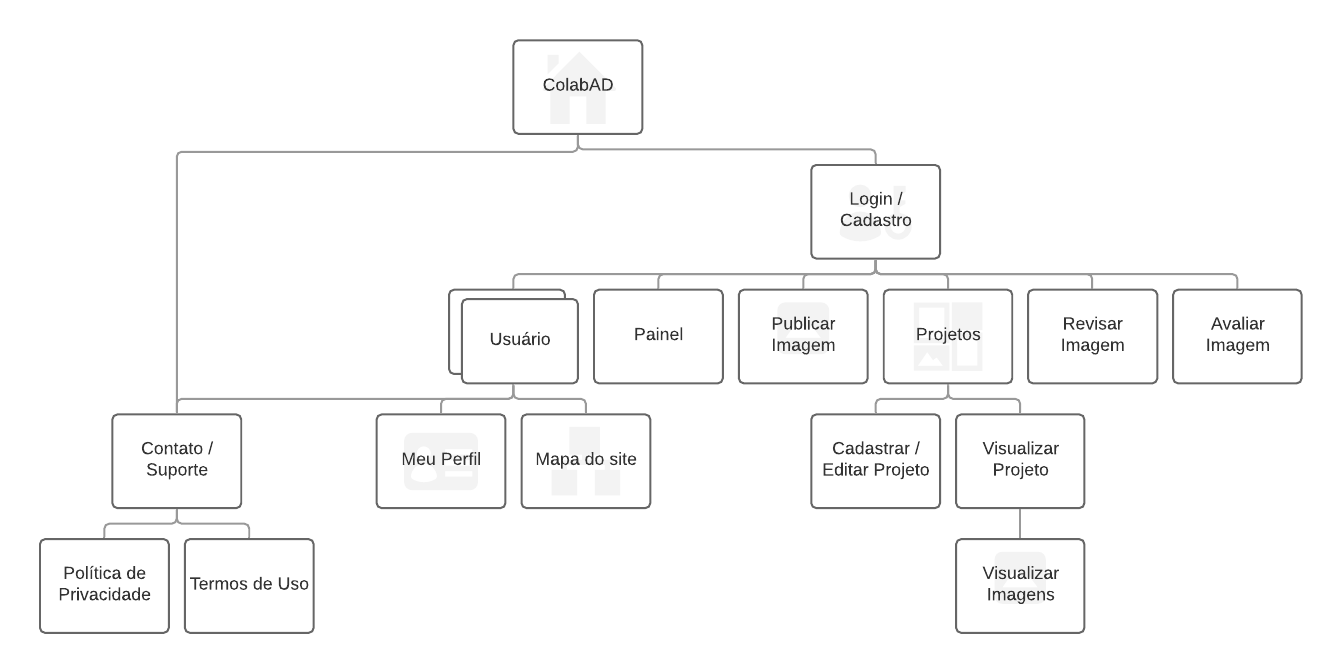 ColabAD
Login /
Cadastro
Usuário
Painel
Publicar
Imagem
Projetos
Revisar
Imagem
Avaliar
Imagem
Contato /
Suporte
Meu Perfil
Mapa do site
Cadastrar /
Editar Projeto
Visualizar
Projeto
Política de
Privacidade
Termos de Uso
Visualizar
Imagens